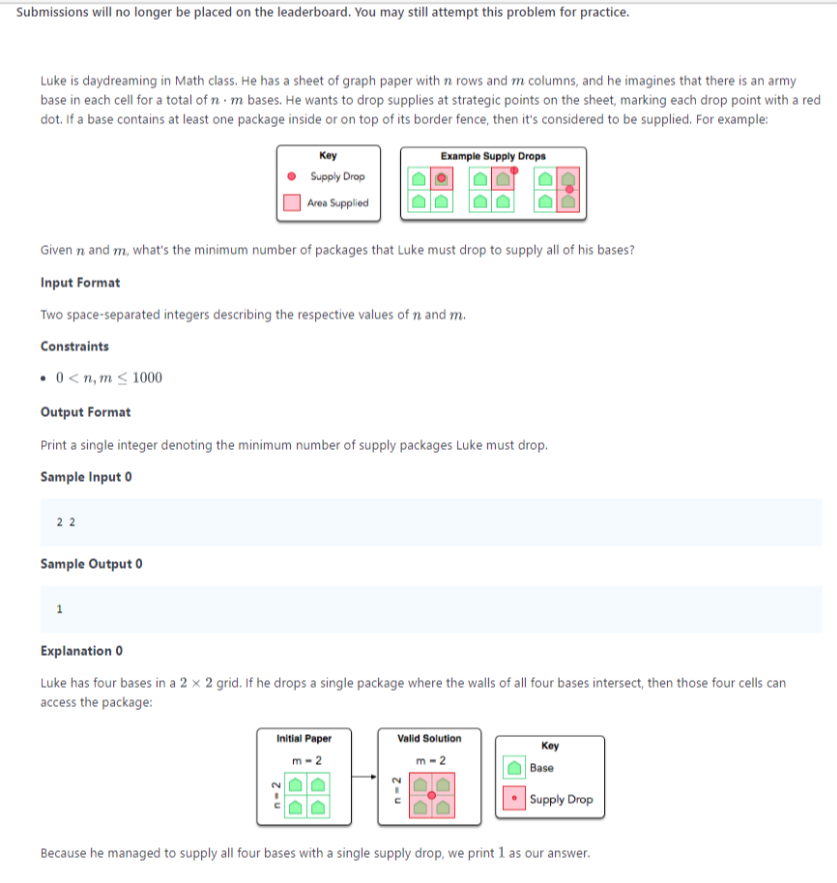 Submissions will no longer be placed on the leaderboard. You may still attempt this problem for practice.
Luke is daydreaming in Math class. He has a sheet of graph paper with n rows and m columns, and he imagines that there is an army
base in each cell for a total of n · m bases. He wants to drop supplies at strategic points on the sheet, marking each drop point with a red
dot. If a base contains at least one package inside or on top of its border fence, then it's considered to be supplied. For example:
Key
Supply Drop
Area Supplied
Example Supply Drops
Given n and m, what's the minimum number of packages that Luke must drop to supply all of his bases?
Input Format
Two space-separated integers describing the respective values of n and m.
Constraints
• 0 < n, m ≤ 1000
Output Format
Print a single integer denoting the minimum number of supply packages Luke must drop.
Sample Input 0
2 2
Sample Output 0
1
Explanation 0
Luke has four bases in a 2 × 2 grid. If he drops a single package where the walls of all four bases intersect, then those four cells can
access the package:
Initial Paper
m = 2
n = 2
Valid Solution
m = 2
n = 2
Key
Base
Supply Drop
Because he managed to supply all four bases with a single supply drop, we print 1 as our answer.